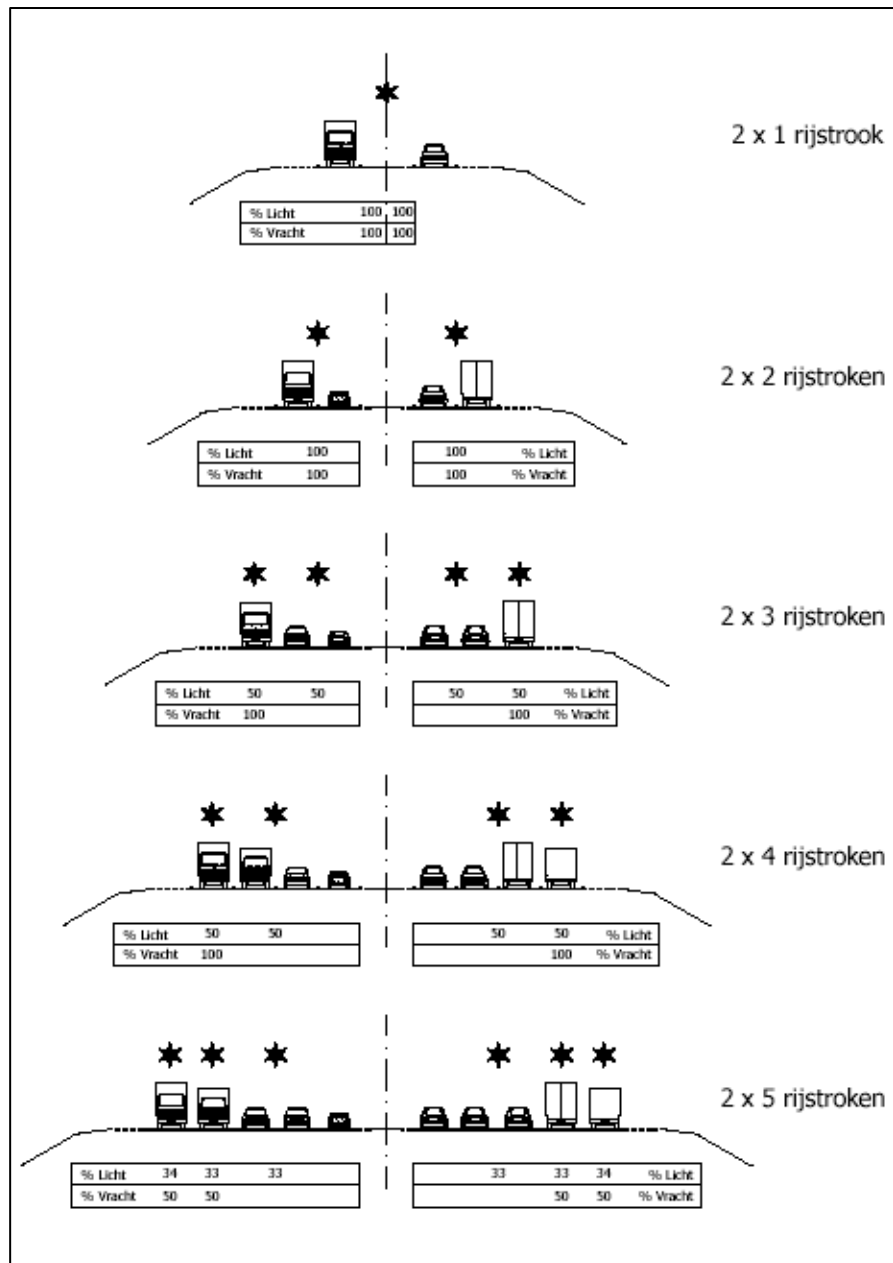 2 x 1 rijstrook
% Licht 100 100
% Vracht 100 100
2 x 2 rijstroken
% Licht 100 100 % Licht
% Vracht 100 100 % Vracht
2 x 3 rijstroken
% Licht 50 50 50 50 % Licht
% Vracht 100 100 % Vracht
2 x 4 rijstroken
% Licht 50 50 50 50 % Licht
% Vracht 100 100 % Vracht
2 x 5 rijstroken
% Licht 34 33 33 33 33 34 % Licht
% Vracht 50 50 50 50 % Vracht